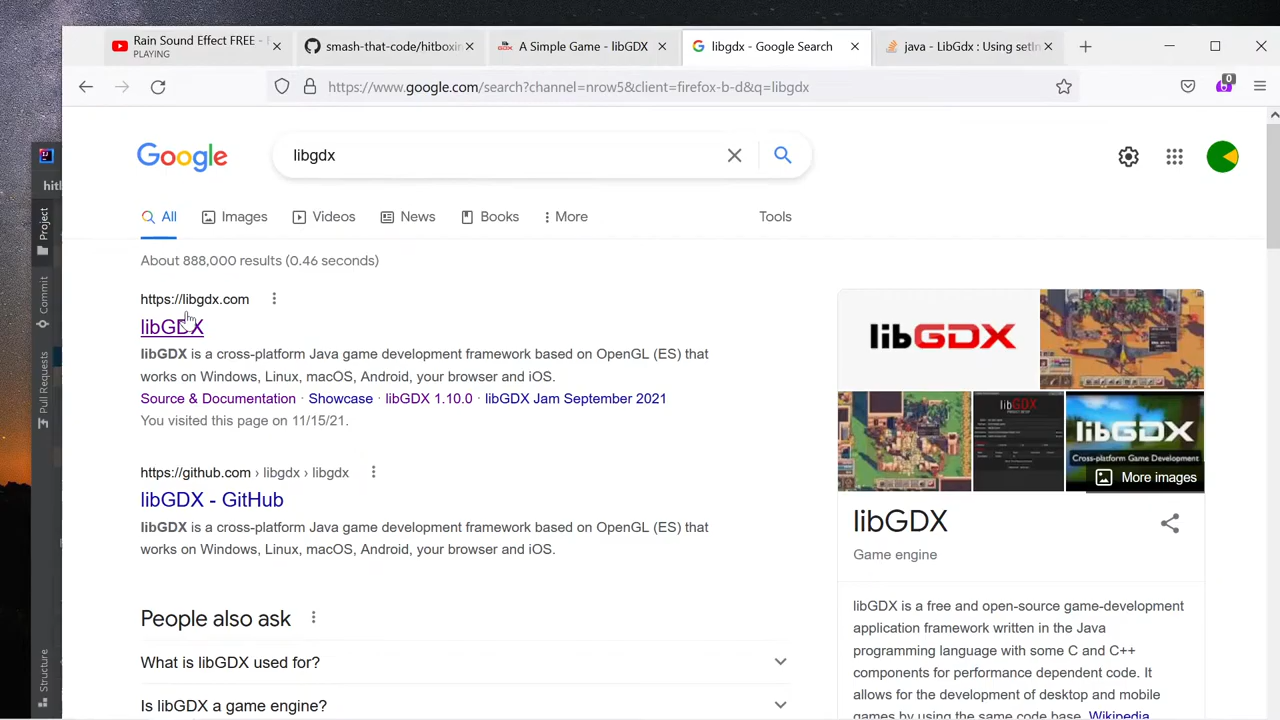 Rain Sound Effect FREE -
PLAYING
smash-that-code/hitboxin
A Simple Game - libGDX
libgdx - Google Search
java - LibGdx : Using setIn
https://www.google.com/search?channel=nrow5&client=firefox-b-d&q=libgdx
0
Google
libgdx
All
Images
Videos
News
Books
More
Tools
About 888,000 results (0.46 seconds)
https://libgdx.com
libGDX
libGDX is a cross-platform Java game development framework based on OpenGL (ES) that
works on Windows, Linux, macOS, Android, your browser and iOS.
Source & Documentation · Showcase · libGDX 1.10.0 · libGDX Jam September 2021
You visited this page on 11/15/21.
https://github.com › libgdx › libgdx
libGDX - GitHub
libGDX is a cross-platform Java game development framework based on OpenGL (ES) that
works on Windows, Linux, macOS, Android, your browser and iOS.
People also ask
What is libGDX used for?
Is libGDX a game engine?
libGDX
libGDX
libGDX
Cross-platform Game Development
More images
libGDX
Game engine
libGDX is a free and open-source game-development
application framework written in the Java
programming language with some C and C++
components for performance dependent code. It
allows for the development of desktop and mobile
games by using the same code base. Wikipedia
hitl
Project
Commit
Pull Requests
Structure